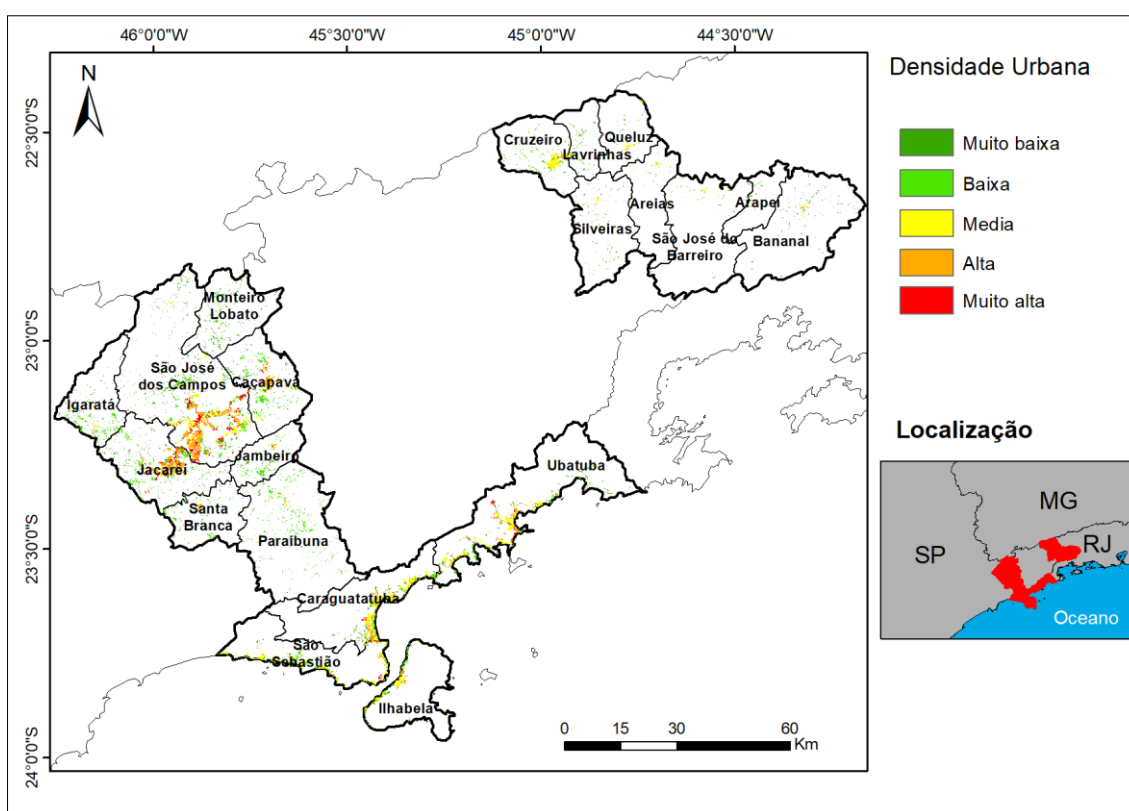 46°0'0"W
45°30'0"W
45°0'0"W
44°30'0"W
N
22°30'0"S
23°0'0"S
23°30'0"S
24°0'0"S
Cruzeiro
Queluz
Lavrinhas
Areias
Arapeí
Silveiras
São José do
Barreiro
Bananal
Monteiro
Lobato
São José
dos Campos
Caçapava
Igaratá
Jacareí
Jambeiro
Santa
Branca
Paraibuna
Ubatuba
Caraguatatuba
São
Sebastião
Ilhabela
0 15 30 60
Km
Densidade Urbana
Muito baixa
Baixa
Media
Alta
Muito alta
Localização
MG
SP
RJ
Oceano